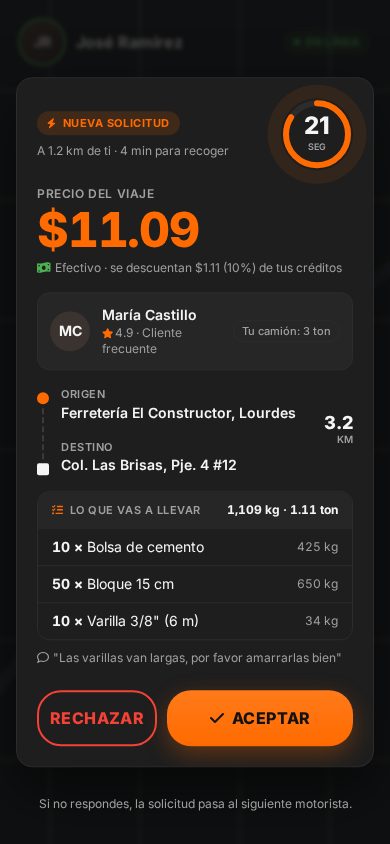 JR
José Ramírez
EN LÍNEA
NUEVA SOLICITUD
A 1.2 km de ti · 4 min para recoger
21
SEG
PRECIO DEL VIAJE
$11.09
Efectivo · se descuentan $1.11 (10%) de tus créditos
MC
María Castillo
4.9 · Cliente
frecuente
Tu camión: 3 ton
ORIGEN
Ferretería El Constructor, Lourdes
DESTINO
Col. Las Brisas, Pje. 4 #12
3.2
KM
LO QUE VAS A LLEVAR
1,109 kg · 1.11 ton
10 × Bolsa de cemento
425 kg
50 × Bloque 15 cm
650 kg
10 × Varilla 3/8" (6 m)
34 kg
"Las varillas van largas, por favor amarrarlas bien"
RECHAZAR
ACEPTAR
Si no respondes, la solicitud pasa al siguiente motorista.